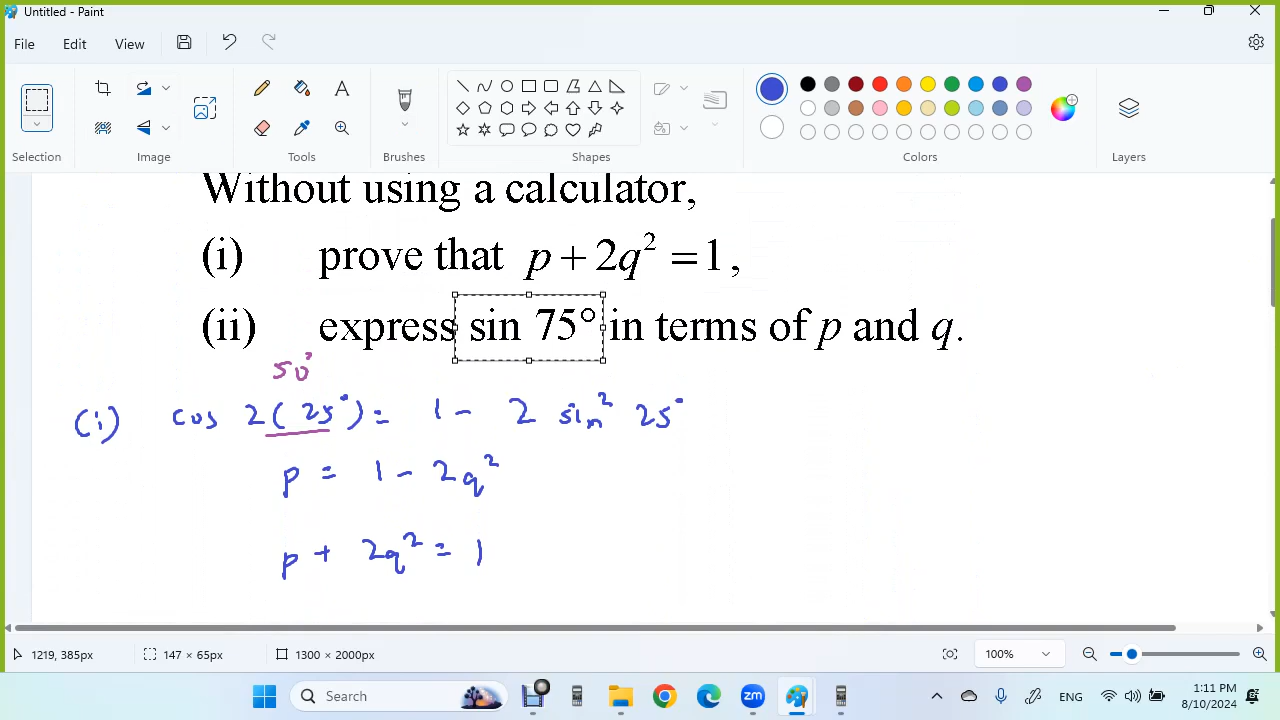 Untitled - Paint
File Edit View
Selection Image Tools Brushes Shapes Colors Layers
Without using a calculator,
(i) prove that p + 2q² = 1,
(ii) express sin 75° in terms of p and q.
50°
(i) cos 2(25°) = 1 - 2 sin² 25°
p = 1 - 2q²
p + 2q² = 1
1219, 385px 147 × 65px 1300 × 2000px 100%
Search ENG 1:11 PM
8/10/2024